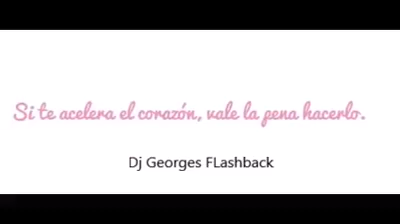 Si te acelera el corazón, vale la pena hacerlo.
Dj Georges FLashback